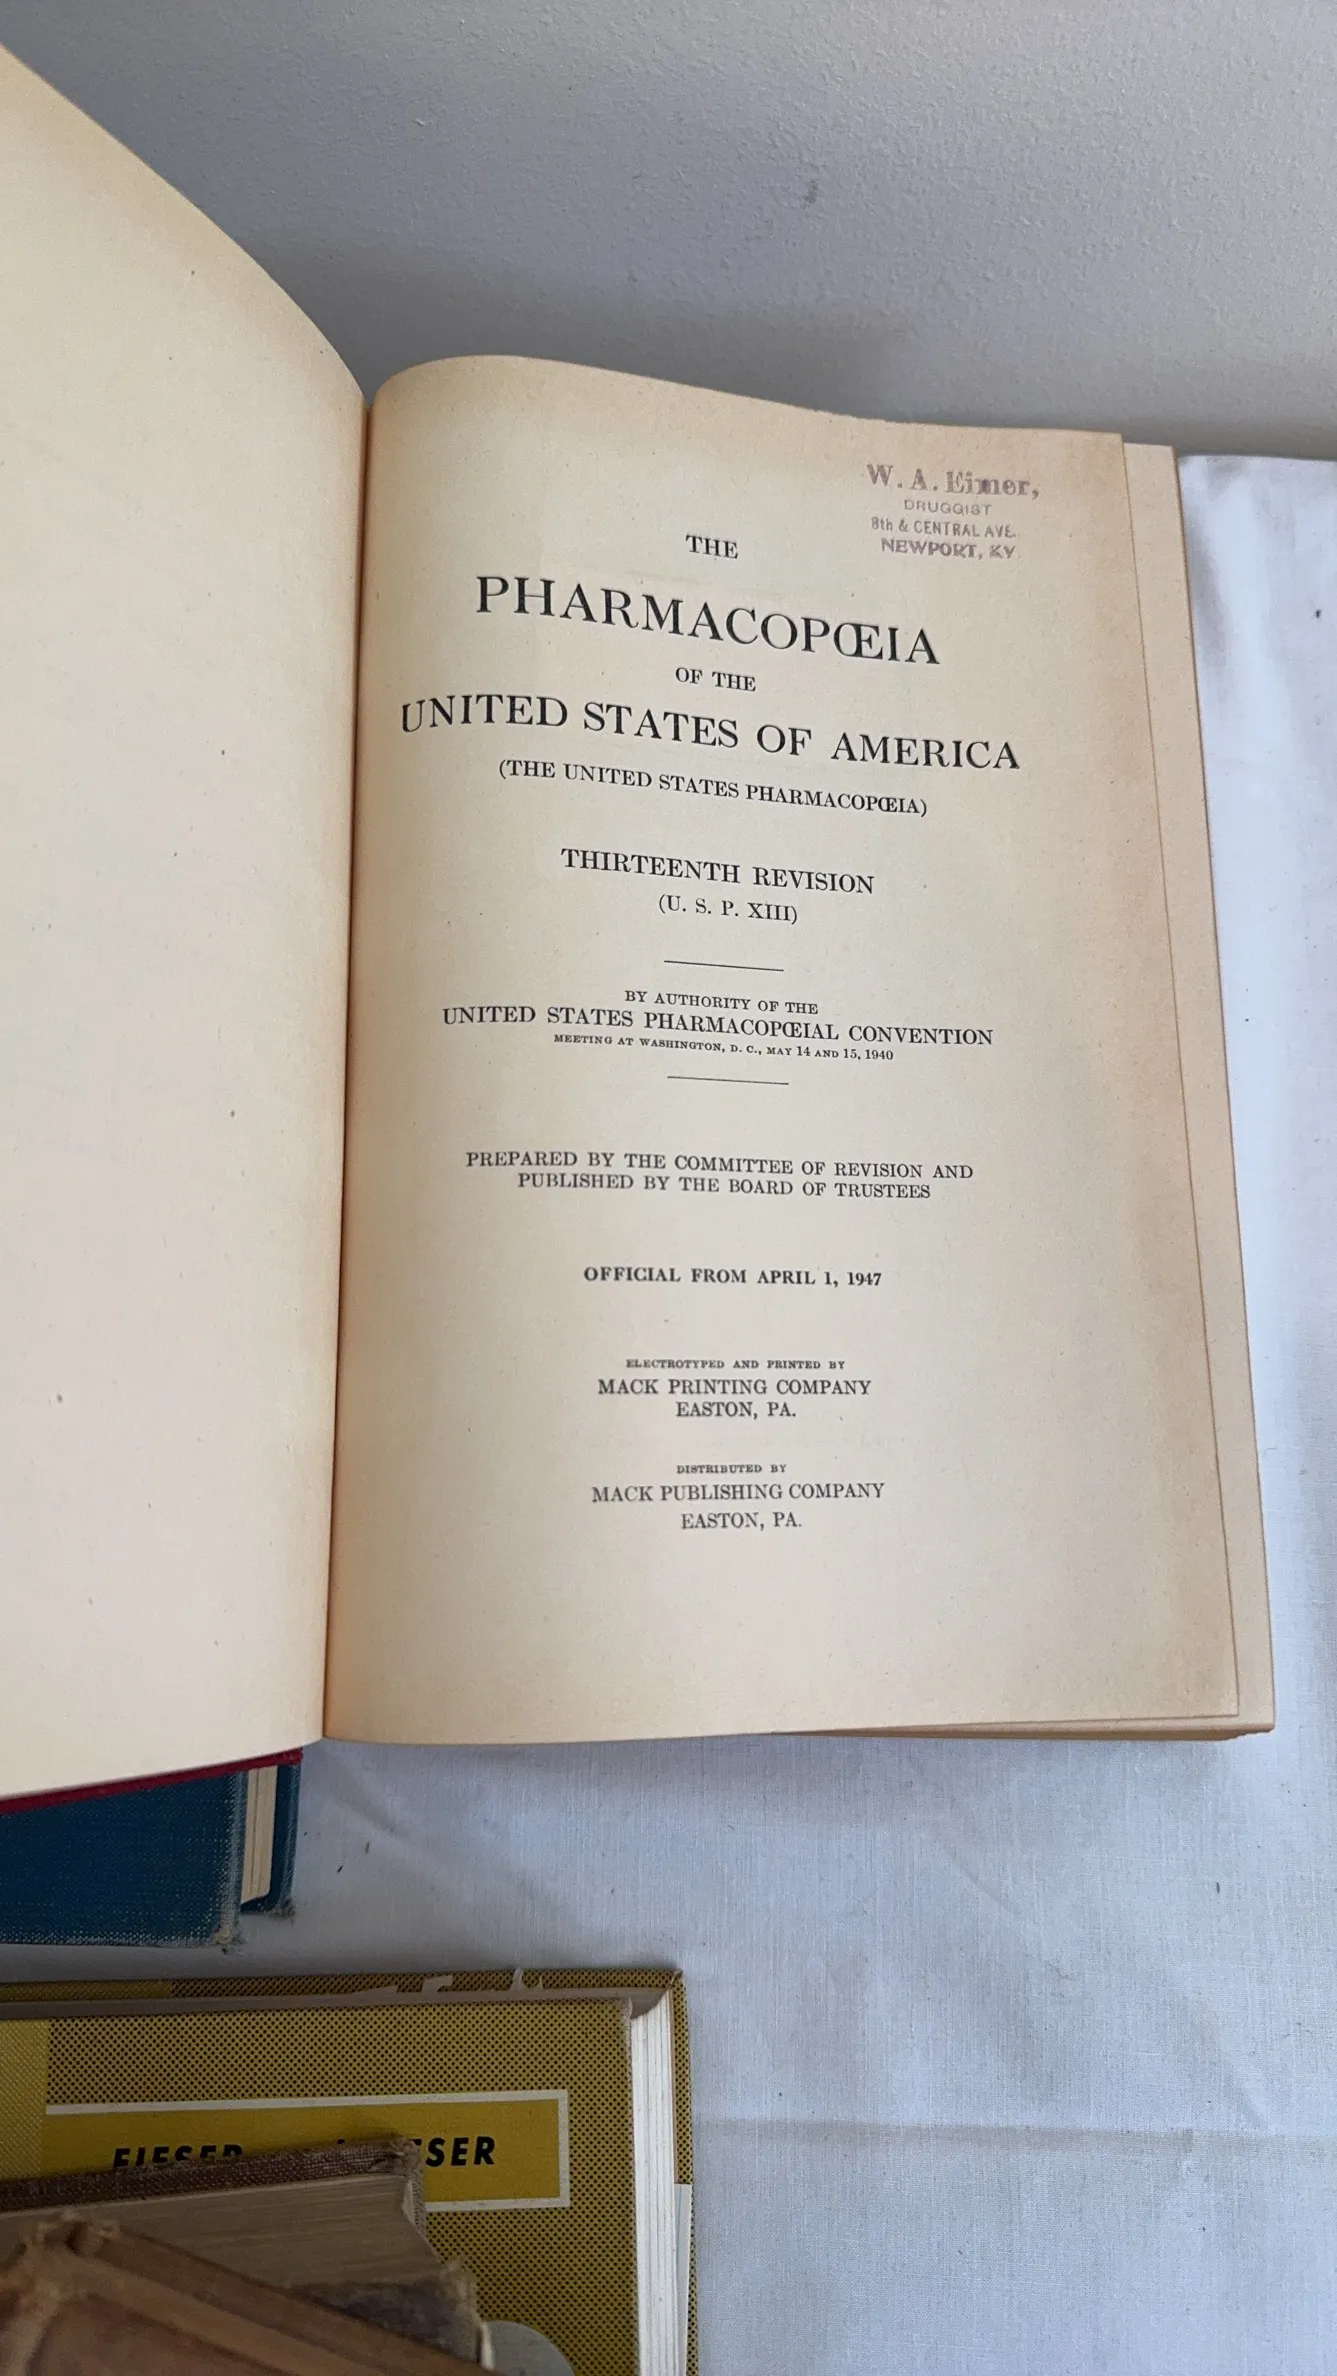 W. A. Eimer,
DRUGGIST
8th & CENTRAL AVE.
NEWPORT, KY.
THE
PHARMACOPŒIA
OF THE
UNITED STATES OF AMERICA
(THE UNITED STATES PHARMACOPŒIA)
THIRTEENTH REVISION
(U. S. P. XIII)
BY AUTHORITY OF THE
UNITED STATES PHARMACOPŒIAL CONVENTION
MEETING AT WASHINGTON, D. C., MAY 14 AND 15, 1940
PREPARED BY THE COMMITTEE OF REVISION AND
PUBLISHED BY THE BOARD OF TRUSTEES
OFFICIAL FROM APRIL 1, 1947
ELECTROTYPED AND PRINTED BY
MACK PRINTING COMPANY
EASTON, PA.
DISTRIBUTED BY
MACK PUBLISHING COMPANY
EASTON, PA.
FIESER